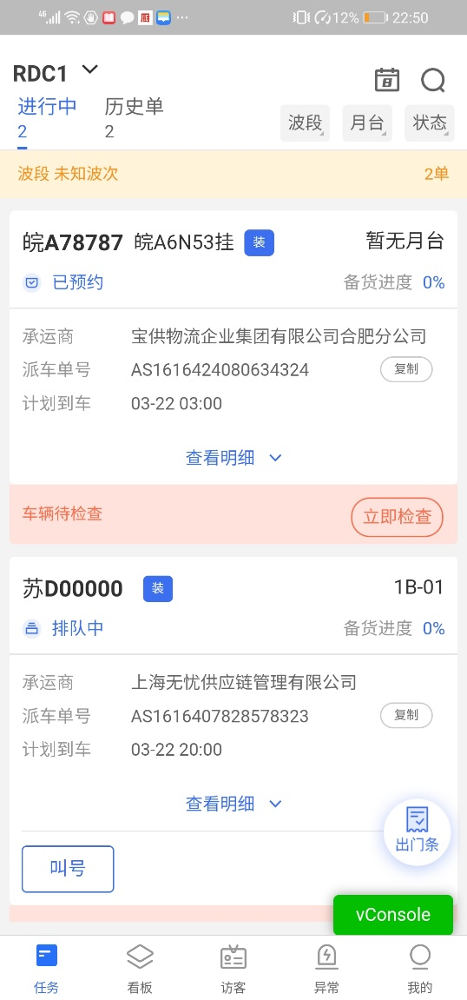 4G 12% 22:50
RDC1
进行中 历史单
2 2 波段 月台 状态
波段 未知波次 2单
皖A78787 皖A6N53挂 装 暂无月台
已预约 备货进度 0%
承运商 宝供物流企业集团有限公司合肥分公司
派车单号 AS1616424080634324 复制
计划到车 03-22 03:00
查看明细
车辆待检查 立即检查
苏D00000 装 1B-01
排队中 备货进度 0%
承运商 上海无忧供应链管理有限公司
派车单号 AS1616407828578323 复制
计划到车 03-22 20:00
查看明细
出门条
叫号
vConsole
任务 看板 访客 异常 我的